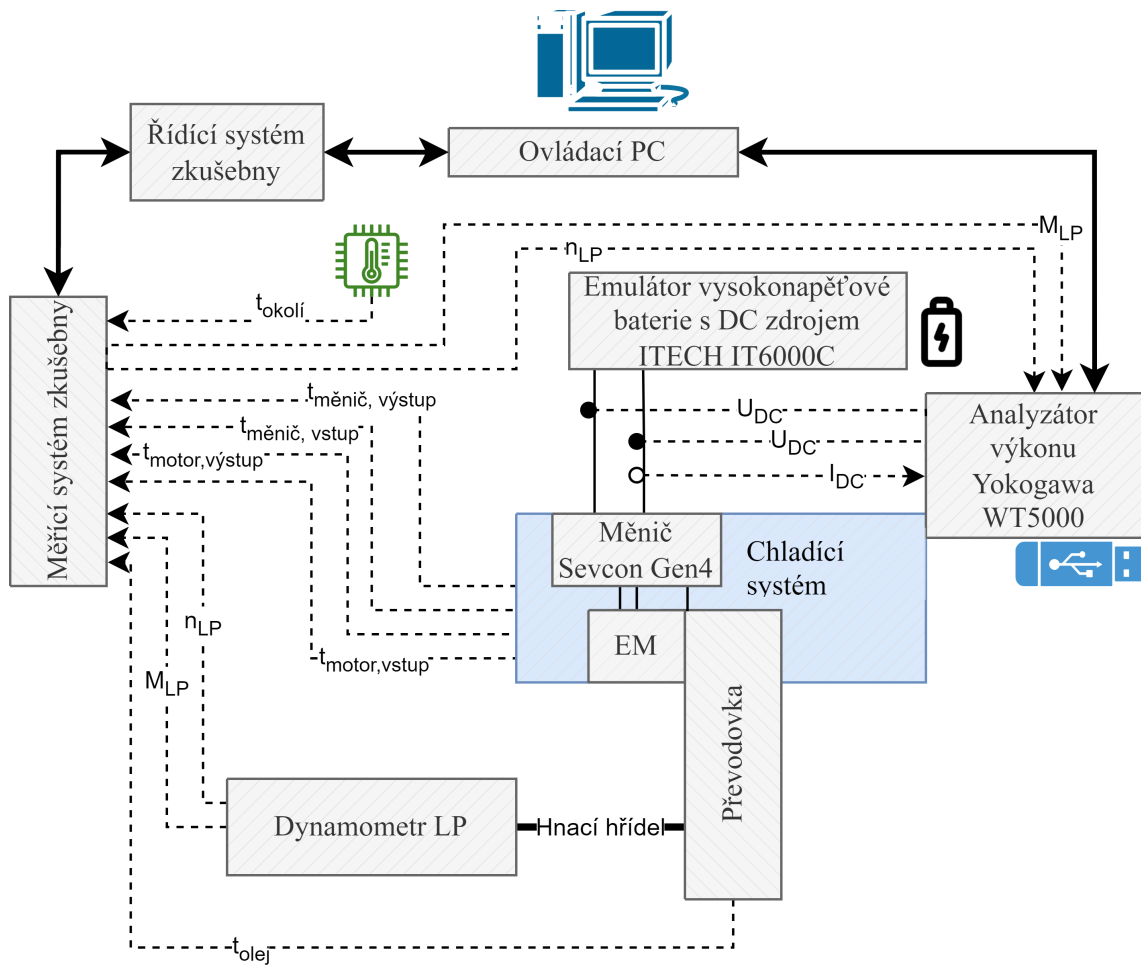 Řídící systém
zkušebny
Ovládací PC
M_LP
n_LP
t_okolí
Emulátor vysokonapěťové
baterie s DC zdrojem
ITECH IT6000C
Měřící systém zkušebny
t_měnič, výstup
t_měnič, vstup
t_motor,výstup
U_DC
U_DC
I_DC
Analyzátor
výkonu
Yokogawa
WT5000
Měnič
Sevcon Gen4
Chladící
systém
EM
n_LP
t_motor,vstup
M_LP
Převodovka
Dynamometr LP
Hnací hřídel
t_olej